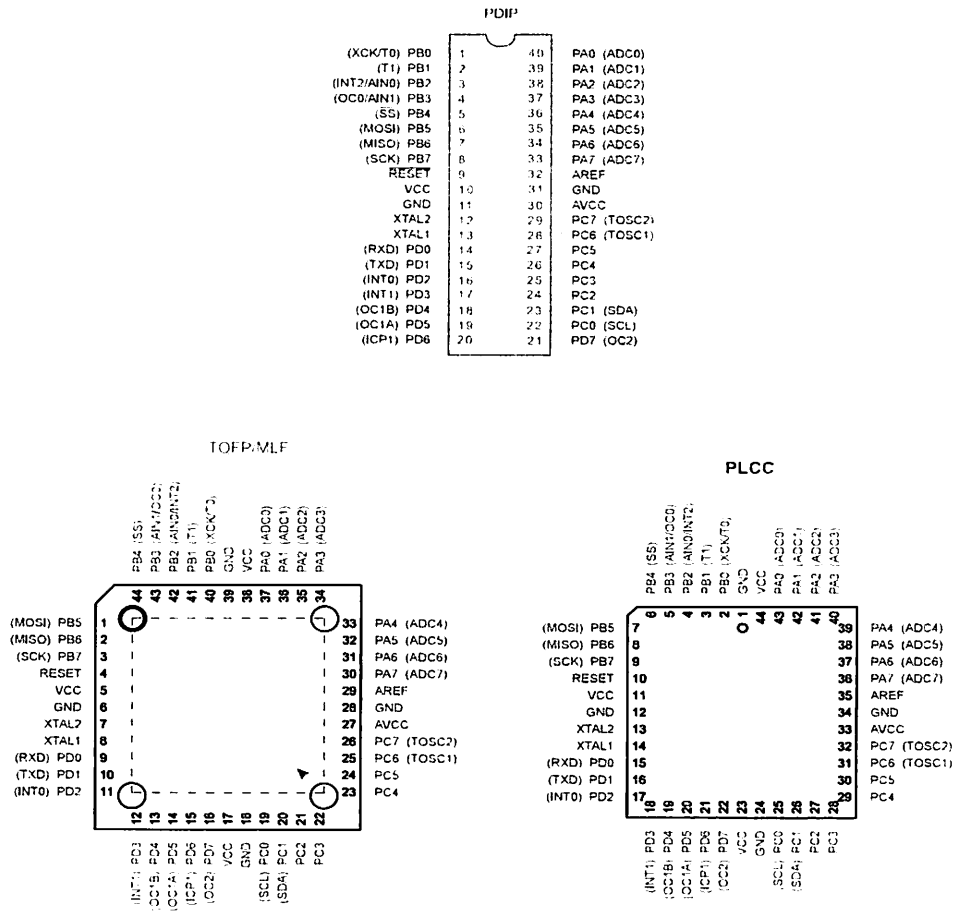 PDIP
(XCK/T0) PB0 1 40 PA0 (ADC0)
(T1) PB1 2 39 PA1 (ADC1)
(INT2/AIN0) PB2 3 38 PA2 (ADC2)
(OC0/AIN1) PB3 4 37 PA3 (ADC3)
(SS) PB4 5 36 PA4 (ADC4)
(MOSI) PB5 6 35 PA5 (ADC5)
(MISO) PB6 7 34 PA6 (ADC6)
(SCK) PB7 8 33 PA7 (ADC7)
RESET 9 32 AREF
VCC 10 31 GND
GND 11 30 AVCC
XTAL2 12 29 PC7 (TOSC2)
XTAL1 13 28 PC6 (TOSC1)
(RXD) PD0 14 27 PC5
(TXD) PD1 15 26 PC4
(INT0) PD2 16 25 PC3
(INT1) PD3 17 24 PC2
(OC1B) PD4 18 23 PC1 (SDA)
(OC1A) PD5 19 22 PC0 (SCL)
(ICP1) PD6 20 21 PD7 (OC2)
TQFP/MLF
PB4 (SS)
PB3 (AIN1/OC0)
PB2 (AIN0/INT2)
PB1 (T1)
PB0 (XCK/T0)
GND
VCC
PA0 (ADC0)
PA1 (ADC1)
PA2 (ADC2)
PA3 (ADC3)
44 43 42 41 40 39 38 37 36 35 34
(MOSI) PB5 1 33 PA4 (ADC4)
(MISO) PB6 2 32 PA5 (ADC5)
(SCK) PB7 3 31 PA6 (ADC6)
RESET 4 30 PA7 (ADC7)
VCC 5 29 AREF
GND 6 28 GND
XTAL2 7 27 AVCC
XTAL1 8 26 PC7 (TOSC2)
(RXD) PD0 9 25 PC6 (TOSC1)
(TXD) PD1 10 24 PC5
(INT0) PD2 11 23 PC4
12 13 14 15 16 17 18 19 20 21 22
(INT1) PD3
(OC1B) PD4
(OC1A) PD5
(ICP1) PD6
(OC2) PD7
VCC
GND
(SCL) PC0
(SDA) PC1
PC2
PC3
PLCC
PB4 (SS)
PB3 (AIN1/OC0)
PB2 (AIN0/INT2)
PB1 (T1)
PB0 (XCK/T0)
GND
VCC
PA0 (ADC0)
PA1 (ADC1)
PA2 (ADC2)
PA3 (ADC3)
6 5 4 3 2 1 44 43 42 41 40
(MOSI) PB5 7 39 PA4 (ADC4)
(MISO) PB6 8 38 PA5 (ADC5)
(SCK) PB7 9 37 PA6 (ADC6)
RESET 10 36 PA7 (ADC7)
VCC 11 35 AREF
GND 12 34 GND
XTAL2 13 33 AVCC
XTAL1 14 32 PC7 (TOSC2)
(RXD) PD0 15 31 PC6 (TOSC1)
(TXD) PD1 16 30 PC5
(INT0) PD2 17 29 PC4
18 19 20 21 22 23 24 25 26 27 28
(INT1) PD3
(OC1B) PD4
(OC1A) PD5
(ICP1) PD6
(OC2) PD7
VCC
GND
(SCL) PC0
(SDA) PC1
PC2
PC3